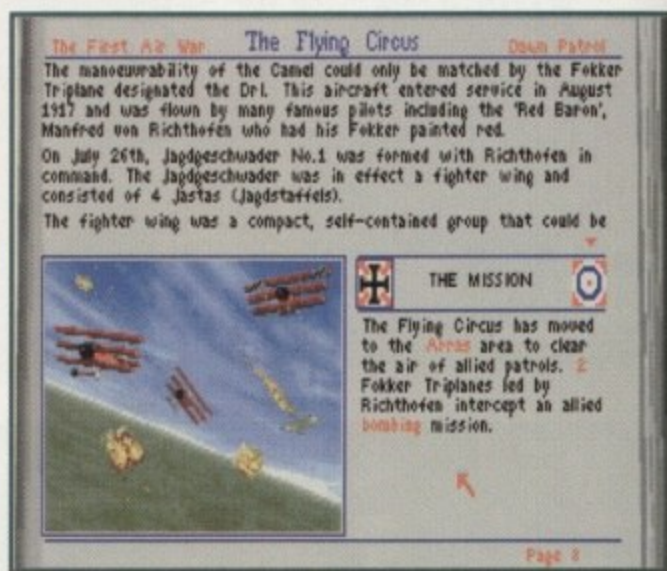 The First Air War The Flying Circus Dawn Patrol
The manoeuvrability of the Camel could only be matched by the Fokker
Triplane designated the Dr1. This aircraft entered service in August
1917 and was flown by many famous pilots including the 'Red Baron',
Manfred von Richthofen who had his Fokker painted red.
On July 26th, Jagdgeschwader No.1 was formed with Richthofen in
command. The Jagdgeschwader was in effect a fighter wing and
consisted of 4 Jastas (Jagdstaffels).
The fighter wing was a compact, self-contained group that could be
THE MISSION
The Flying Circus has moved
to the Arras area to clear
the air of allied patrols. 2
Fokker Triplanes led by
Richthofen intercept an allied
bombing mission.
Page 8